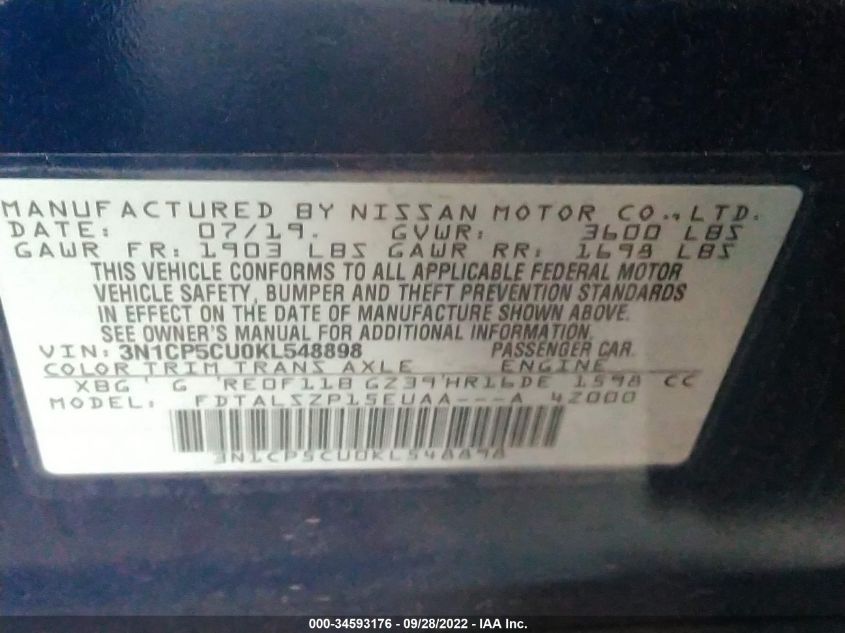 MANUFACTURED BY NISSAN MOTOR CO., LTD.
DATE: 07/19. GVWR: 3600 LBS
GAWR FR: 1903 LBS GAWR RR: 1698 LBS
THIS VEHICLE CONFORMS TO ALL APPLICABLE FEDERAL MOTOR
VEHICLE SAFETY, BUMPER AND THEFT PREVENTION STANDARDS
IN EFFECT ON THE DATE OF MANUFACTURE SHOWN ABOVE.
SEE OWNER'S MANUAL FOR ADDITIONAL INFORMATION.
VIN: 3N1CP5CU0KL548898 PASSENGER CAR.
COLOR TRIM TRANS AXLE ENGINE
XBG G RE0F11B GZ39 HR16DE 1598 CC
MODEL: FDTALSZP15EUAA---A 4Z000
3N1CP5CU0KL548898
000-34593176 - 09/28/2022 - IAA Inc.